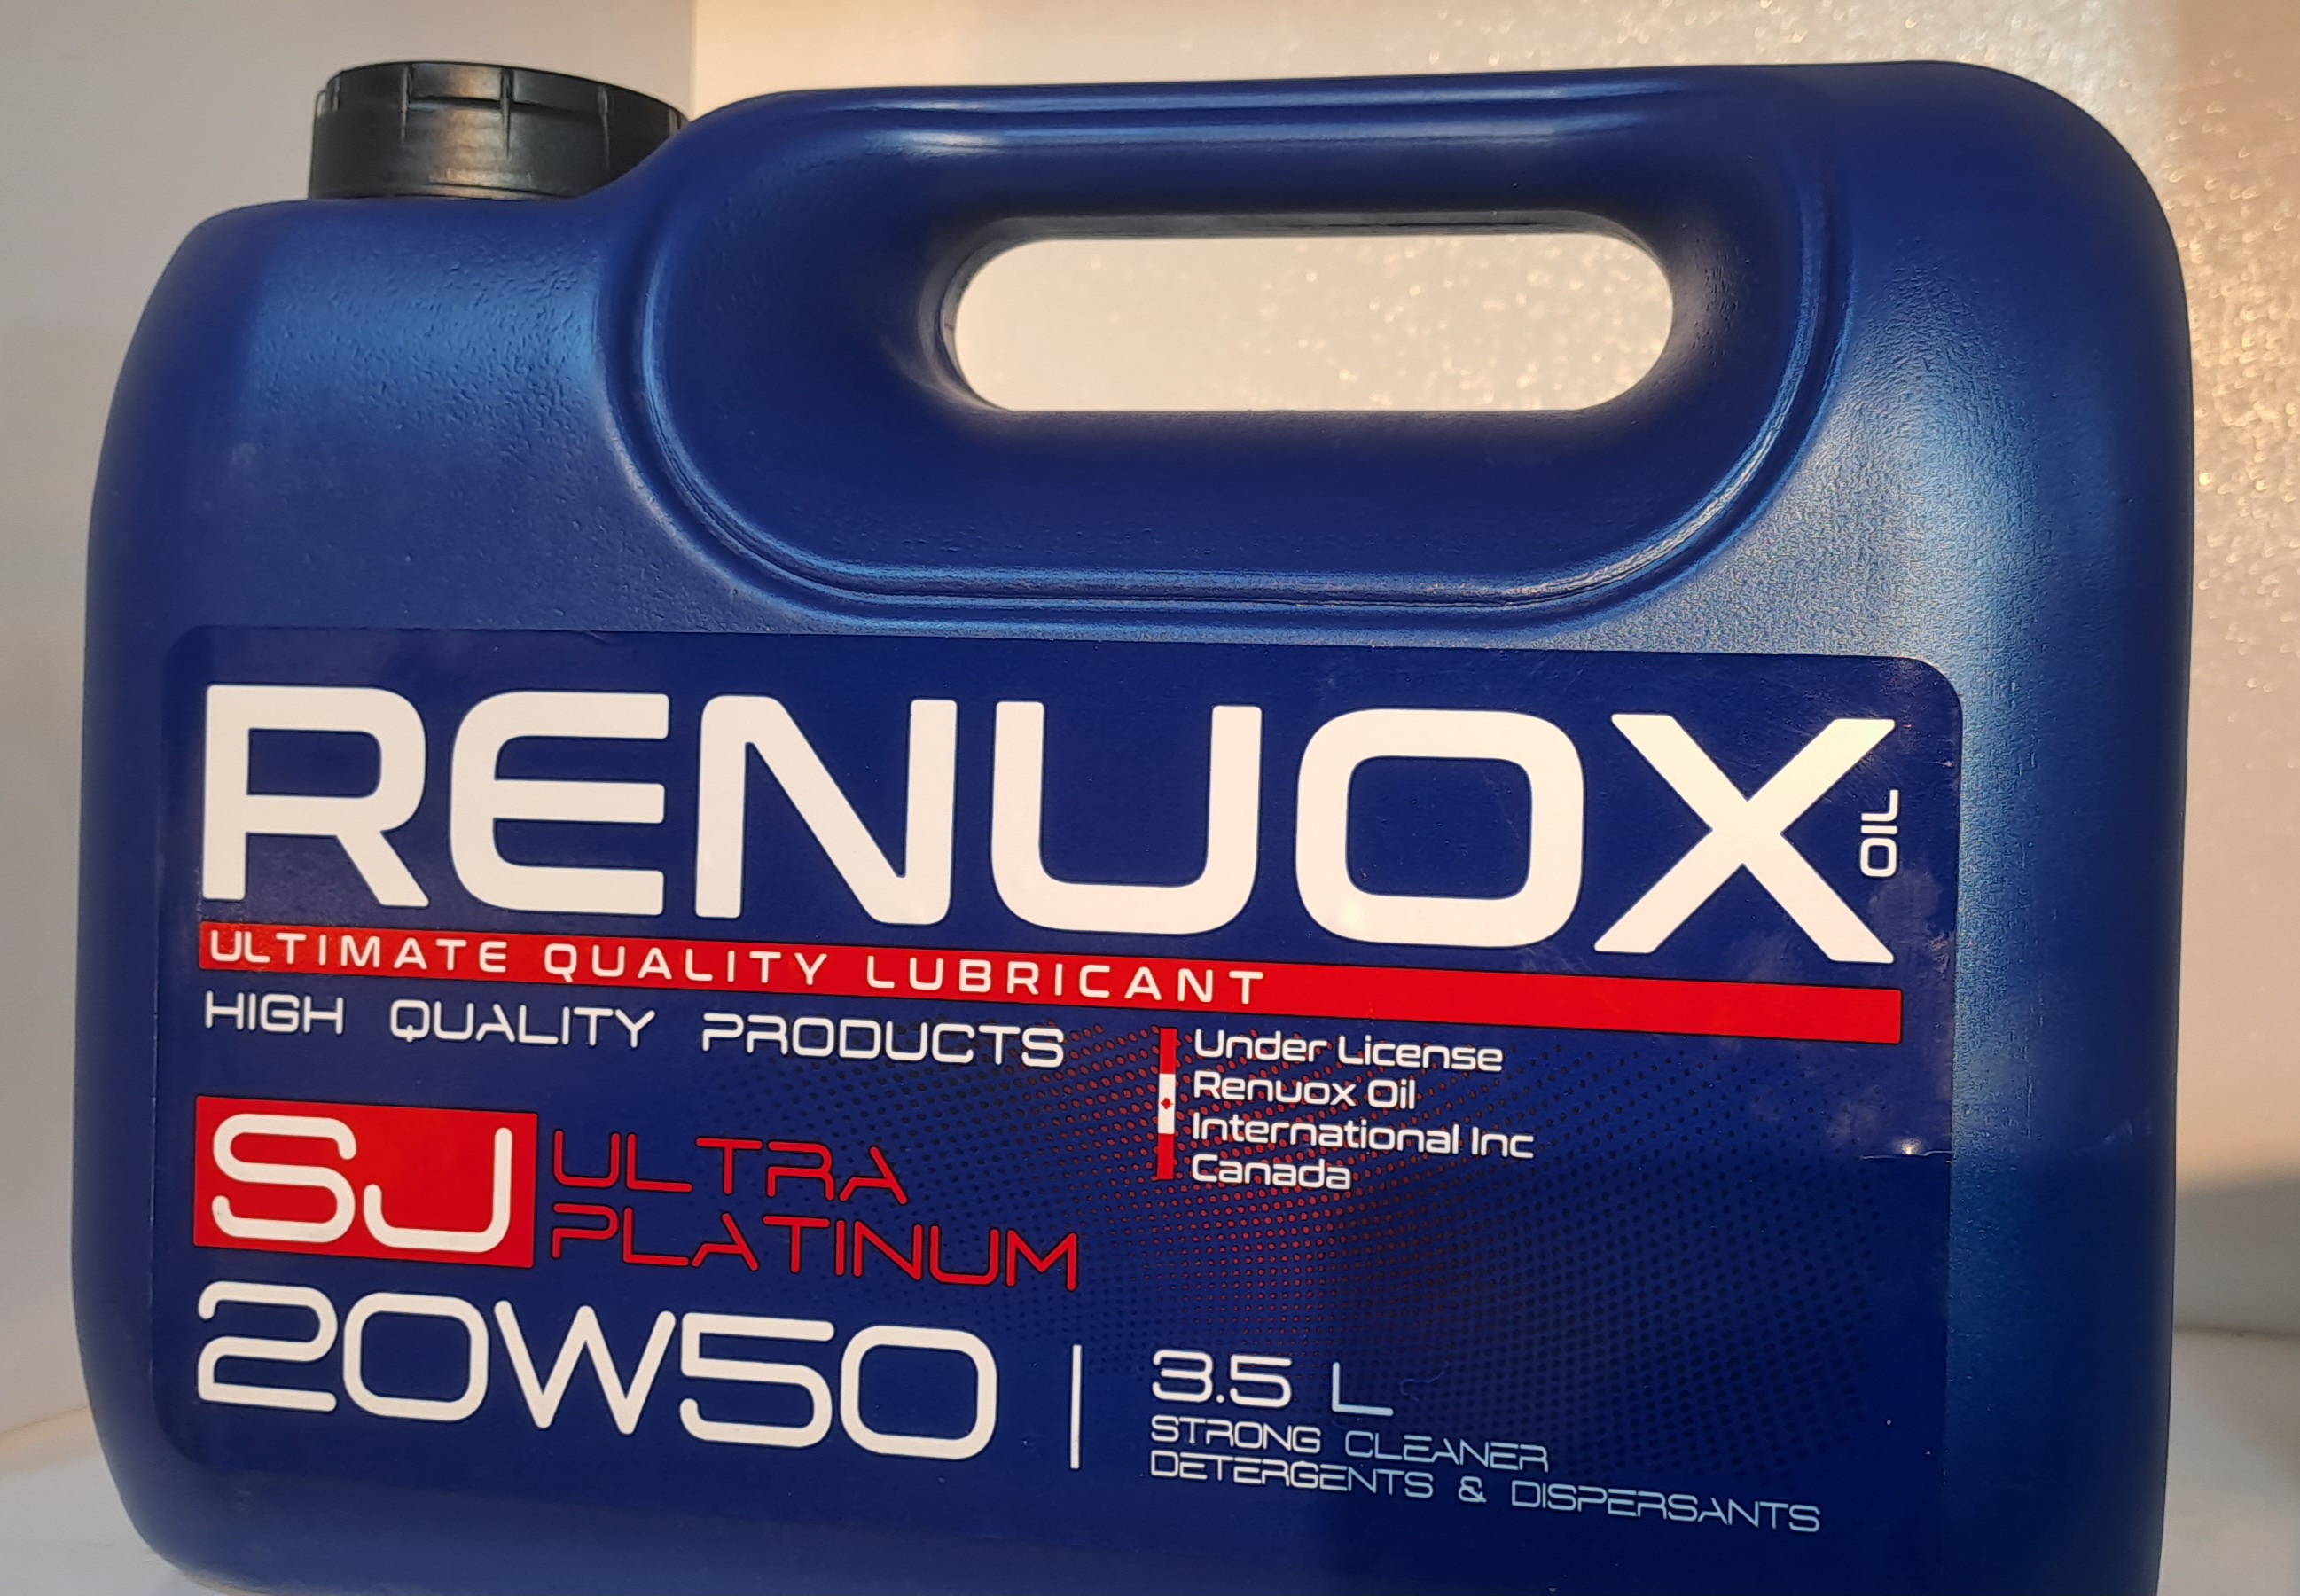 RENUOX
OIL
ULTIMATE QUALITY LUBRICANT
HIGH QUALITY PRODUCTS
Under License
Renuox Oil
International Inc
Canada
SJ
ULTRA
PLATINUM
20W50
3.5 L
STRONG CLEANER
DETERGENTS & DISPERSANTS